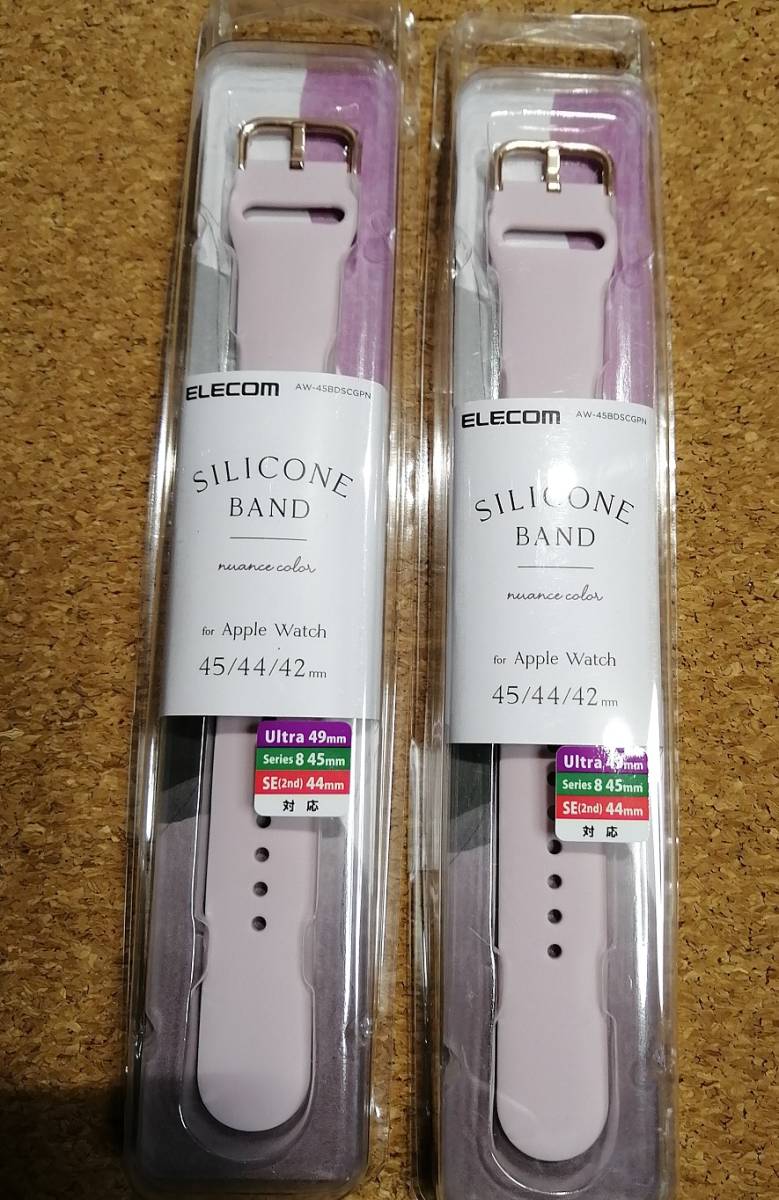 ELECOM AW-45BDSCGPN
SILICONE
BAND
nuance color
for Apple Watch
45/44/42mm
Ultra 49mm
Series 8 45mm
SE(2nd) 44mm
対応
ELECOM AW-45BDSCGPN
SILICONE
BAND
nuance color
for Apple Watch
45/44/42mm
Ultra 49mm
Series 8 45mm
SE(2nd) 44mm
対応